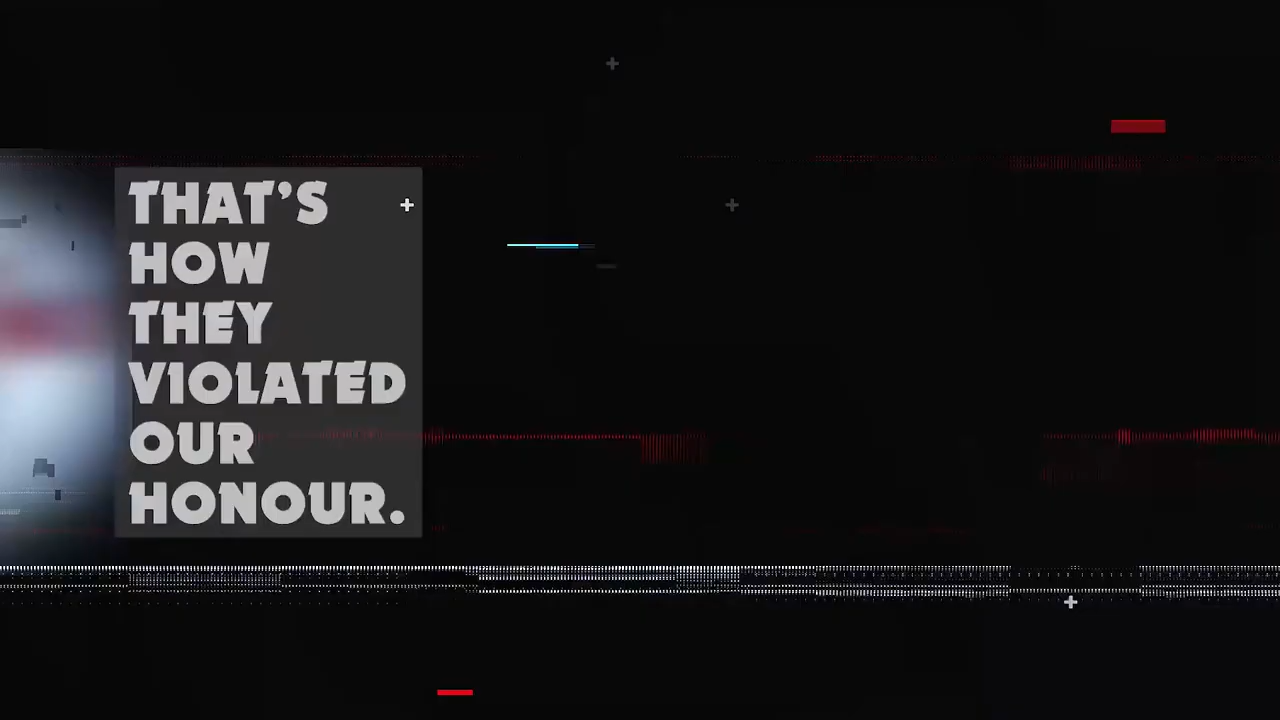 THAT’S
HOW
THEY
VIOLATED
OUR
HONOUR.